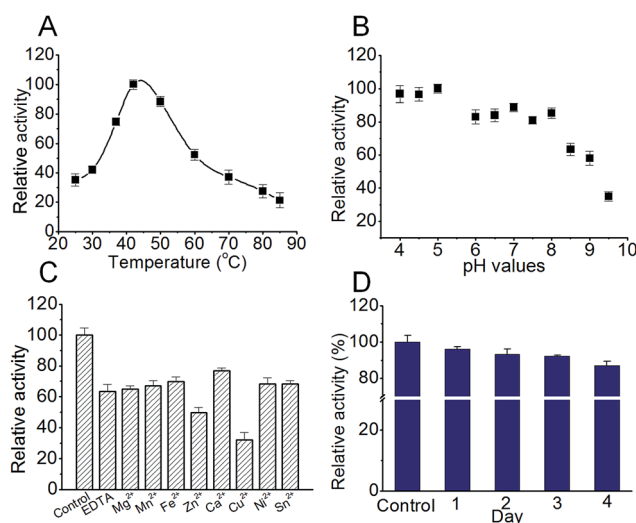 A
Relative activity
120
100
80
60
40
20
0
20 30 40 50 60 70 80 90
Temperature (°C)
B
Relative activity
120
100
80
60
40
20
4 5 6 7 8 9 10
pH values
C
Relative activity
120
100
80
60
40
20
0
Control EDTA Mg²⁺ Mn²⁺ Fe²⁺ Zn²⁺ Ca²⁺ Cu²⁺ Ni²⁺ Sn²⁺
D
Relative activity (%)
120
100
80
20
0
Control 1 2 3 4
Day